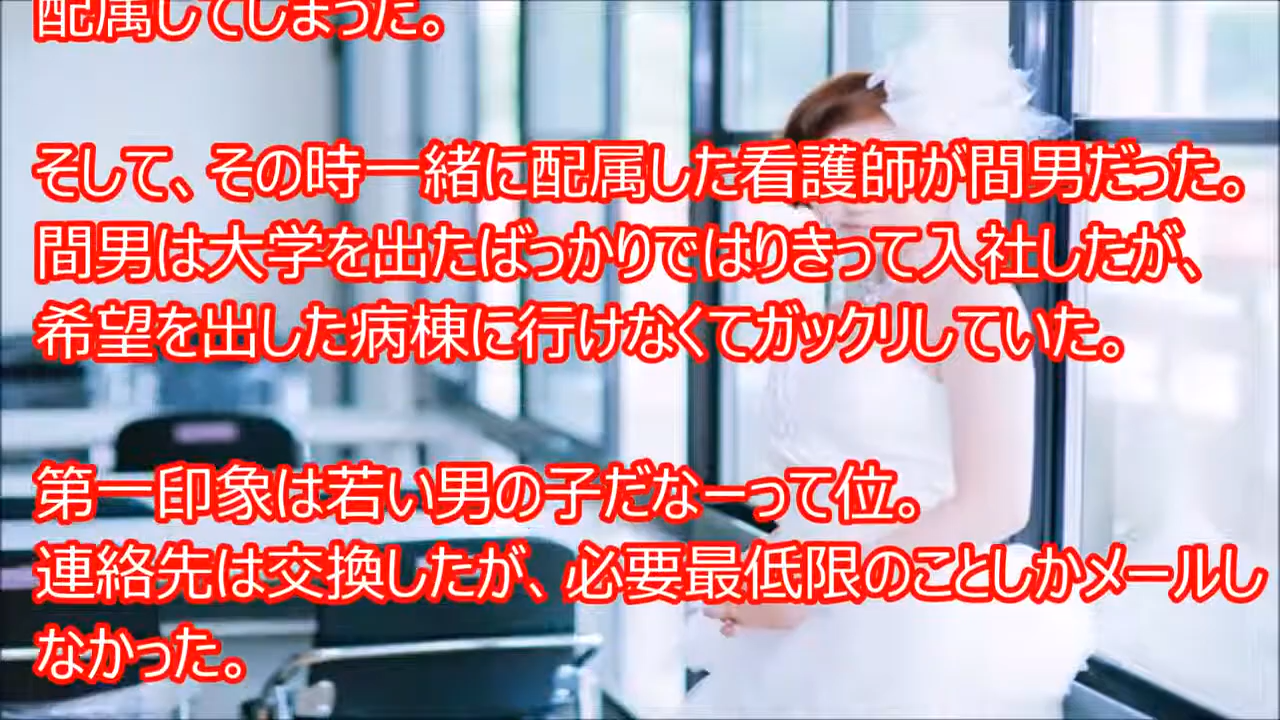 配属してしまった。
そして、その時一緒に配属した看護師が間男だった。
間男は大学を出たばっかりではりきって入社したが、
希望を出した病棟に行けなくてガックリしていた。
第一印象は若い男の子だなーって位。
連絡先は交換したが、必要最低限のことしかメールし
なかった。